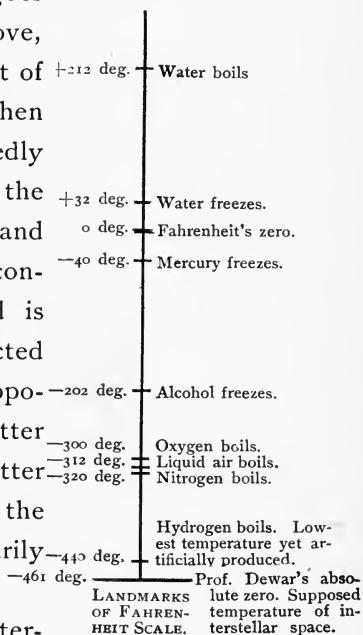 ove,
t of
hen
edly
the
and
con-
d is
cted
opo-
tter
tter
the
rily
ter-
+212 deg. Water boils
+32 deg. Water freezes.
0 deg. Fahrenheit's zero.
—40 deg. Mercury freezes.
—202 deg. Alcohol freezes.
—300 deg. Oxygen boils.
—312 deg. Liquid air boils.
—320 deg. Nitrogen boils.
Hydrogen boils. Low-
est temperature yet ar-
—440 deg. tificially produced.
—461 deg. Prof. Dewar's abso-
lute zero. Supposed
temperature of in-
terstellar space.
LANDMARKS
OF FAHREN-
HEIT SCALE.